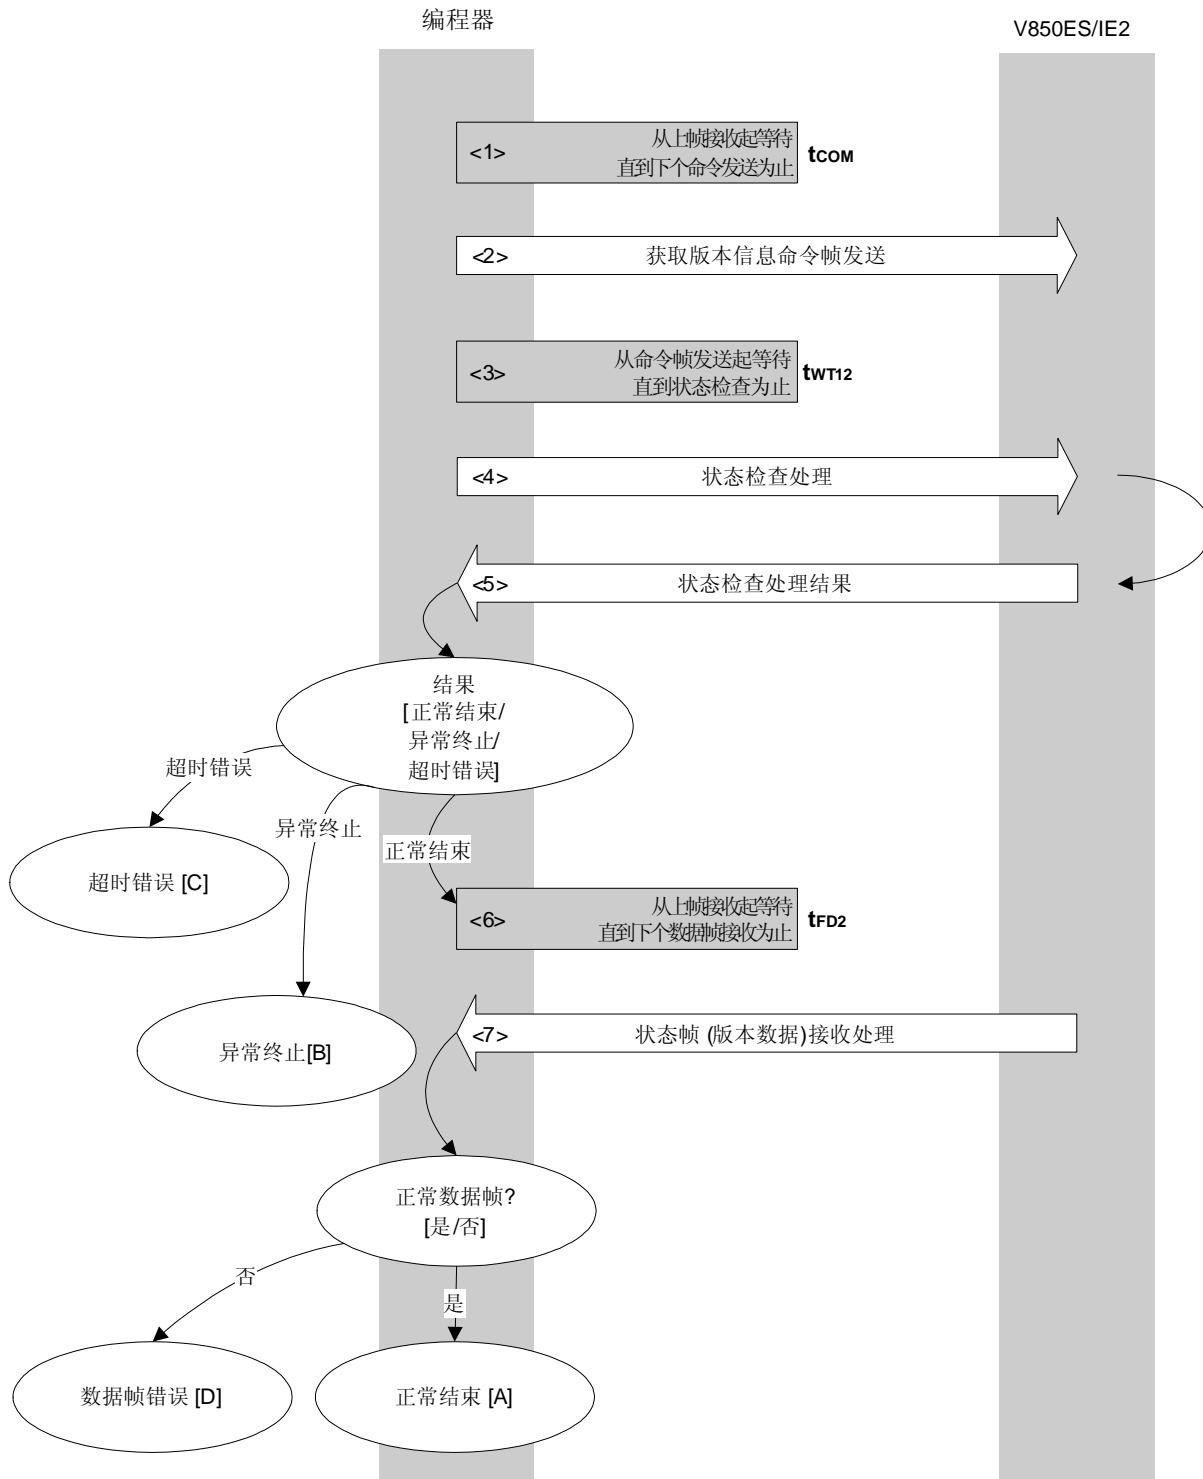 编程器
V850ES/IE2
<1>
从上帧接收起等待
直到下个命令发送为止
tCOM
<2>
获取版本信息命令帧发送
<3>
从命令帧发送起等待
直到状态检查为止
tWT12
<4>
状态检查处理
<5>
状态检查处理结果
结果
[正常结束/
异常终止/
超时错误]
超时错误
异常终止
正常结束
超时错误 [C]
<6>
从上帧接收起等待
直到下个数据帧接收为止
tFD2
异常终止[B]
<7>
状态帧 (版本数据)接收处理
正常数据帧?
[是/否]
否
是
数据帧错误 [D]
正常结束 [A]